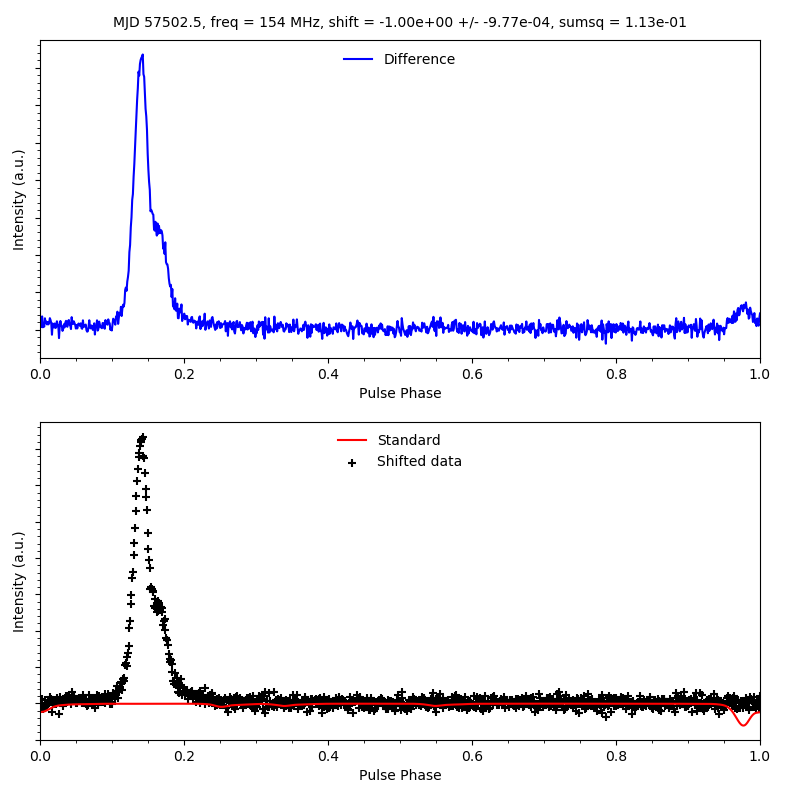 MJD 57502.5, freq = 154 MHz, shift = -1.00e+00 +/- -9.77e-04, sumsq = 1.13e-01
Difference
Intensity (a.u.)
0.0 0.2 0.4 0.6 0.8 1.0
Pulse Phase
Standard
Shifted data
Intensity (a.u.)
0.0 0.2 0.4 0.6 0.8 1.0
Pulse Phase